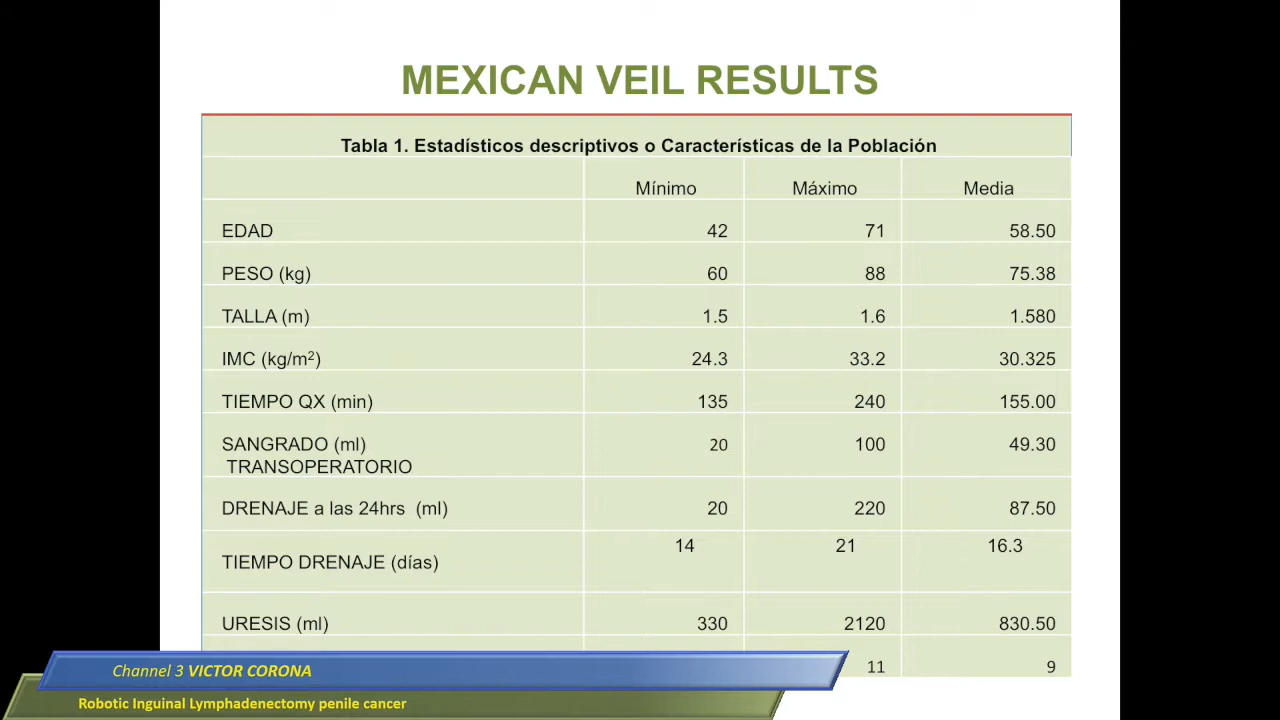 MEXICAN VEIL RESULTS
Tabla 1. Estadísticos descriptivos o Características de la Población
Mínimo Máximo Media
EDAD 42 71 58.50
PESO (kg) 60 88 75.38
TALLA (m) 1.5 1.6 1.580
IMC (kg/m²) 24.3 33.2 30.325
TIEMPO QX (min) 135 240 155.00
SANGRADO (ml) 20 100 49.30
TRANSOPERATORIO
DRENAJE a las 24hrs (ml) 20 220 87.50
TIEMPO DRENAJE (días) 14 21 16.3
URESIS (ml) 330 2120 830.50
11 9
Channel 3 VICTOR CORONA
Robotic Inguinal Lymphadenectomy penile cancer